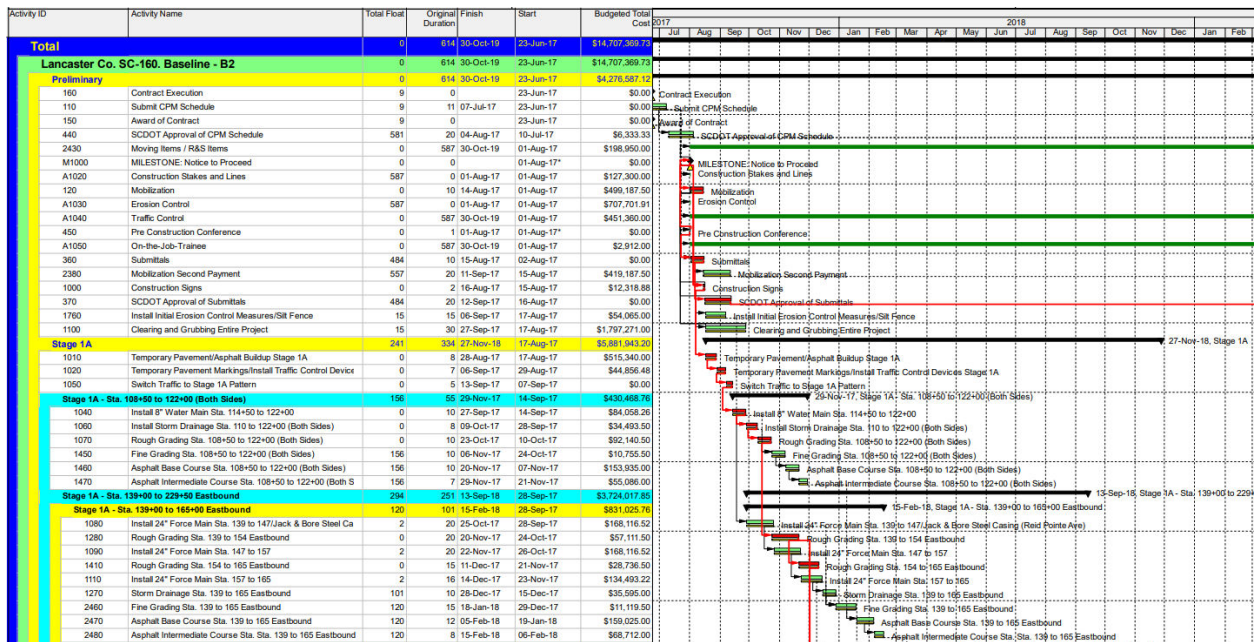 Activity ID Activity Name Total Float Original Duration Finish Start Budgeted Total Cost
2017 2018
Jul Aug Sep Oct Nov Dec Jan Feb Mar Apr May Jun Jul Aug Sep Oct Nov Dec Jan Feb
Total 0 614 30-Oct-19 23-Jun-17 $14,707,369.73
Lancaster Co. SC-160. Baseline - B2 0 614 30-Oct-19 23-Jun-17 $14,707,369.73
Preliminary 0 614 30-Oct-19 23-Jun-17 $4,276,587.12
160 Contract Execution 9 0 23-Jun-17 $0.00 Contract Execution
110 Submit CPM Schedule 9 11 07-Jul-17 23-Jun-17 $0.00 Submit CPM Schedule
150 Award of Contract 9 0 23-Jun-17 $0.00 Award of Contract
440 SCDOT Approval of CPM Schedule 581 20 04-Aug-17 10-Jul-17 $6,333.33 SCDOT Approval of CPM Schedule
2430 Moving Items / R&S Items 0 587 30-Oct-19 01-Aug-17 $198,950.00
M1000 MILESTONE: Notice to Proceed 0 0 01-Aug-17* $0.00 MILESTONE: Notice to Proceed
A1020 Construction Stakes and Lines 587 0 01-Aug-17 01-Aug-17 $127,300.00 Construction Stakes and Lines
120 Mobilization 0 10 14-Aug-17 01-Aug-17 $499,187.50 Mobilization
A1030 Erosion Control 587 0 01-Aug-17 01-Aug-17 $707,701.91 Erosion Control
A1040 Traffic Control 0 587 30-Oct-19 01-Aug-17 $451,360.00
450 Pre Construction Conference 0 1 01-Aug-17 01-Aug-17* $0.00 Pre Construction Conference
A1050 On-the-Job-Trainee 0 587 30-Oct-19 01-Aug-17 $2,912.00
360 Submittals 484 10 15-Aug-17 02-Aug-17 $0.00 Submittals
2380 Mobilization Second Payment 557 20 11-Sep-17 15-Aug-17 $419,187.50 Mobilization Second Payment
1000 Construction Signs 0 2 16-Aug-17 15-Aug-17 $12,318.88 Construction Signs
370 SCDOT Approval of Submittals 484 20 12-Sep-17 16-Aug-17 $0.00 SCDOT Approval of Submittals
1760 Install Initial Erosion Control Measures/Silt Fence 15 15 06-Sep-17 17-Aug-17 $54,065.00 Install Initial Erosion Control Measures/Silt Fence
1100 Clearing and Grubbing Entire Project 15 30 27-Sep-17 17-Aug-17 $1,797,271.00 Clearing and Grubbing Entire Project
Stage 1A 241 334 27-Nov-18 17-Aug-17 $5,881,943.20 27-Nov-18, Stage 1A
1010 Temporary Pavement/Asphalt Buildup Stage 1A 0 8 28-Aug-17 17-Aug-17 $515,340.00 Temporary Pavement/Asphalt Buildup Stage 1A
1020 Temporary Pavement Markings/Install Traffic Control Device 0 7 06-Sep-17 29-Aug-17 $44,856.48 Temporary Pavement Markings/Install Traffic Control Devices Stage 1A
1050 Switch Traffic to Stage 1A Pattern 0 5 13-Sep-17 07-Sep-17 $0.00 Switch Traffic to Stage 1A Pattern
Stage 1A - Sta. 108+50 to 122+00 (Both Sides) 156 55 29-Nov-17 14-Sep-17 $430,468.76 29-Nov-17, Stage 1A - Sta. 108+50 to 122+00 (Both Sides)
1040 Install 8" Water Main Sta. 114+50 to 122+00 0 10 27-Sep-17 14-Sep-17 $84,058.26 Install 8" Water Main Sta. 114+50 to 122+00
1060 Install Storm Drainage Sta. 110 to 122+00 (Both Sides) 0 8 09-Oct-17 28-Sep-17 $34,493.50 Install Storm Drainage Sta. 110 to 122+00 (Both Sides)
1070 Rough Grading Sta. 108+50 to 122+00 (Both Sides) 0 10 23-Oct-17 10-Oct-17 $92,140.50 Rough Grading Sta. 108+50 to 122+00 (Both Sides)
1450 Fine Grading Sta. 108+50 to 122+00 (Both Sides) 156 10 06-Nov-17 24-Oct-17 $10,755.50 Fine Grading Sta. 108+50 to 122+00 (Both Sides)
1460 Asphalt Base Course Sta. 108+50 to 122+00 (Both Sides) 156 10 20-Nov-17 07-Nov-17 $153,935.00 Asphalt Base Course Sta. 108+50 to 122+00 (Both Sides)
1470 Asphalt Intermediate Course Sta. 108+50 to 122+00 (Both S 156 7 29-Nov-17 21-Nov-17 $55,086.00 Asphalt Intermediate Course Sta. 108+50 to 122+00 (Both Sides)
Stage 1A - Sta. 139+00 to 229+50 Eastbound 294 251 13-Sep-18 28-Sep-17 $3,724,017.85 13-Sep-18, Stage 1A - Sta. 139+00 to 229+
Stage 1A - Sta. 139+00 to 165+00 Eastbound 120 101 15-Feb-18 28-Sep-17 $831,025.76 15-Feb-18, Stage 1A - Sta. 139+00 to 165+00 Eastbound
1080 Install 24" Force Main Sta. 139 to 147/Jack & Bore Steel Ca 2 20 25-Oct-17 28-Sep-17 $168,116.52 Install 24" Force Main Sta. 139 to 147/Jack & Bore Steel Casing (Reid Pointe Ave)
1280 Rough Grading Sta. 139 to 154 Eastbound 0 20 20-Nov-17 24-Oct-17 $57,111.50 Rough Grading Sta. 139 to 154 Eastbound
1090 Install 24" Force Main Sta. 147 to 157 2 20 22-Nov-17 26-Oct-17 $168,116.52 Install 24" Force Main Sta. 147 to 157
1410 Rough Grading Sta. 154 to 165 Eastbound 0 15 11-Dec-17 21-Nov-17 $28,736.50 Rough Grading Sta. 154 to 165 Eastbound
1110 Install 24" Force Main Sta. 157 to 165 2 16 14-Dec-17 23-Nov-17 $134,493.22 Install 24" Force Main Sta. 157 to 165
1270 Storm Drainage Sta. 139 to 165 Eastbound 101 10 28-Dec-17 15-Dec-17 $35,595.00 Storm Drainage Sta. 139 to 165 Eastbound
2460 Fine Grading Sta. 139 to 165 Eastbound 120 15 18-Jan-18 29-Dec-17 $11,119.50 Fine Grading Sta. 139 to 165 Eastbound
2470 Asphalt Base Course Sta. 139 to 165 Eastbound 120 12 05-Feb-18 19-Jan-18 $159,025.00 Asphalt Base Course Sta. 139 to 165 Eastbound
2480 Asphalt Intermediate Course Sta. Sta. 139 to 165 Eastbound 120 8 15-Feb-18 06-Feb-18 $68,712.00 Asphalt Intermediate Course Sta. Sta. 139 to 165 Eastbound